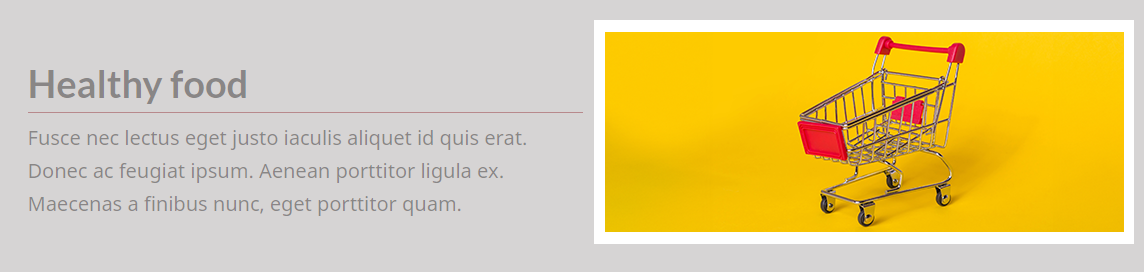 Healthy food
Fusce nec lectus eget justo iaculis aliquet id quis erat.
Donec ac feugiat ipsum. Aenean porttitor ligula ex.
Maecenas a finibus nunc, eget porttitor quam.